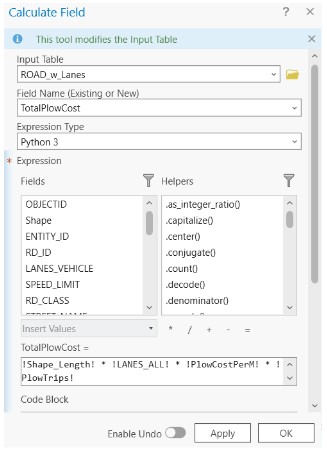 Calculate Field ? ×
This tool modifies the Input Table ×
Input Table
ROAD_w_Lanes
Field Name (Existing or New)
TotalPlowCost
Expression Type
Python 3
* Expression
Fields
Helpers
OBJECTID
Shape
ENTITY_ID
RD_ID
LANES_VEHICLE
SPEED_LIMIT
RD_CLASS
.as_integer_ratio()
.capitalize()
.center()
.conjugate()
.count()
.decode()
.denominator()
Insert Values * / + - =
TotalPlowCost =
!Shape_Length! * !LANES_ALL! * !PlowCostPerM! * !
PlowTrips!
Code Block
Enable Undo Apply OK